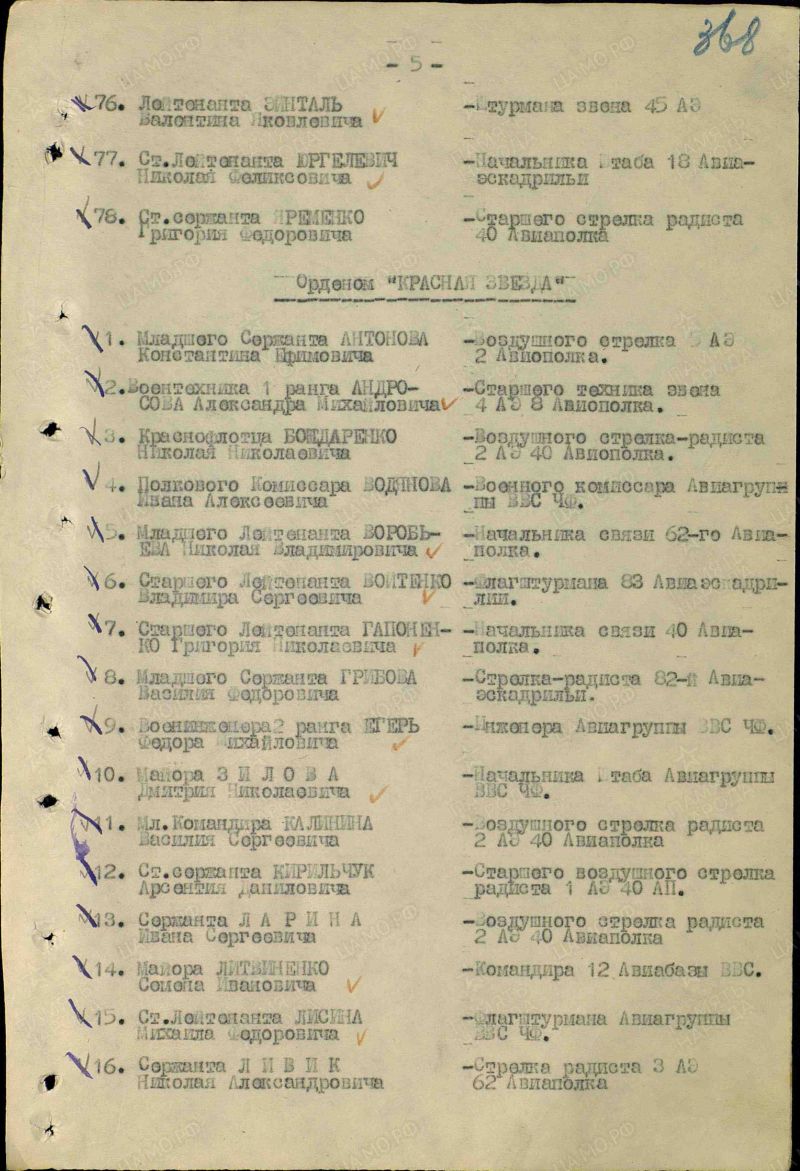 368
- 5 -
76. Лейтенанта ЗИНТАЛЬ -Штурмана звена 45 АЭ
Валентина Яковлевича
77. Ст.Лейтенанта ЮРГЕЛЕВИЧ -Начальника Штаба 18 Авиа-
Николая Феликсовича эскадрильи
78. Ст.сержанта ЯРЕМЕНКО -Старшего стрелка радиста
Григория Федоровича 40 Авиаполка
Орденом "КРАСНАЯ ЗВЕЗДА"
1. Младшего Сержанта АНТОНОВА -Воздушного стрелка 5 АЭ
Константина Ефимовича 2 Авиополка.
2.Воентехника 1 ранга АНДРО- -Старшего техника звена
СОВА Александра Михайловича 4 АЭ 8 Авиополка.
3. Краснофлотца БОНДАРЕНКО -Воздушного стрелка-радиста
Николая Николаевича 2 АЭ 40 Авиополка.
4. Полкового Комиссара ВОДЯНОВА -Военного комиссара Авиагруп-
Ивана Алексеевича пы ВВС ЧФ.
5. Младшего Лейтенанта ВОРОБЬ- -Начальника связи 62-го Авиа-
ЕВА Николая Владимировича полка.
6. Старшего Лейтенанта ВОЙТЕНКО -Флагштурмана 83 Авиаэскадри-
Владимира Сергеевича лии.
7. Старшего Лейтенанта ГАПОНЕН- -Начальника связи 40 Авиа-
КО Григория Николаевича полка.
8. Младшего Сержанта ГРИБОВА -Стрелка-радиста 82-й Авиа-
Василия Федоровича эскадрильи.
9. Военинженера2 ранга ЕГЕРЬ -Инженера Авиагруппы ВВС ЧФ.
Федора Михайловича
10. Майора З И Л О В А -Начальника Штаба Авиагруппы
Дмитрия Николаевича ВВС ЧФ.
11. Мл.Командира КАЛИНИНА -Воздушного стрелка радиста
Василия Сергеевича 2 АЭ 40 Авиаполка
12. Ст.сержанта КИРИЛЬЧУК -Старшего воздушного стрелка
Арсентия Даниловича радиста 1 АЭ 40 АП.
13. Сержанта Л А Р И Н А -Воздушного стрелка радиста
Ивана Сергеевича 2 АЭ 40 Авиаполка
14. Майора ЛИТВИНЕНКО -Командира 12 Авиабазы ВВС.
Семена Ивановича
15. Ст.Лейтенанта ЛИСИНА -Флагштурмана Авиагруппы
Михаила Федоровича ВВС ЧФ.
16. Сержанта Л И В И К -Стрелка радиста 3 АЭ
Николая Александровича 62 Авиаполка